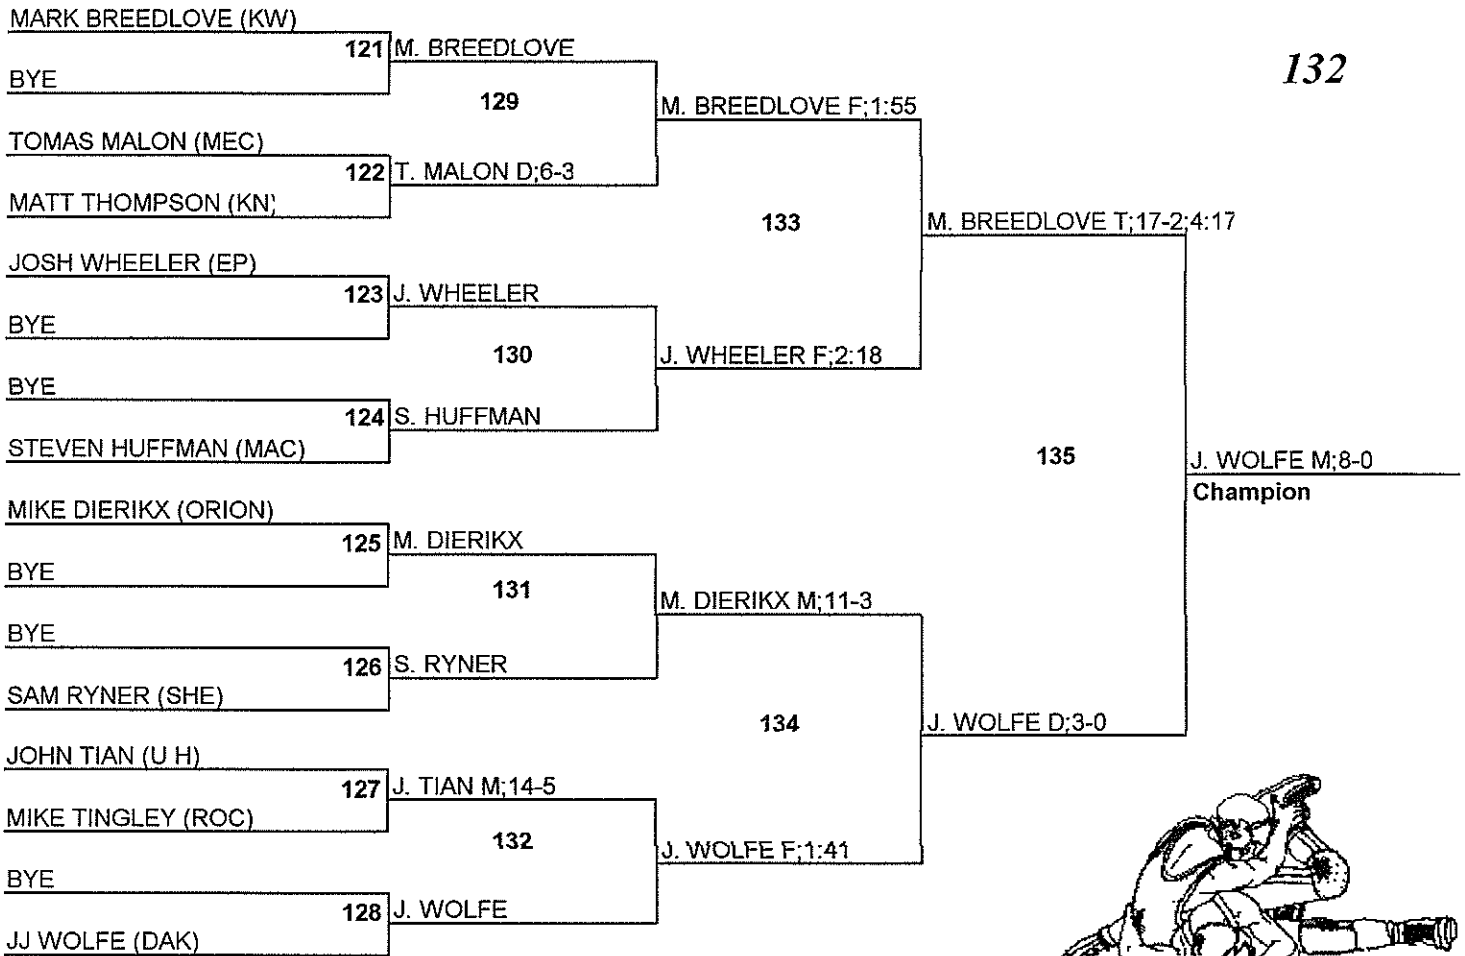 MARK BREEDLOVE (KW)
121 M. BREEDLOVE
BYE
132
129
M. BREEDLOVE F;1:55
TOMAS MALON (MEC)
122 T. MALON D;6-3
MATT THOMPSON (KN)
133
M. BREEDLOVE T;17-2;4:17
JOSH WHEELER (EP)
123 J. WHEELER
BYE
130
J. WHEELER F;2:18
BYE
124 S. HUFFMAN
STEVEN HUFFMAN (MAC)
135
J. WOLFE M;8-0
Champion
MIKE DIERIKX (ORION)
125 M. DIERIKX
BYE
131
M. DIERIKX M;11-3
BYE
126 S. RYNER
SAM RYNER (SHE)
134
J. WOLFE D;3-0
JOHN TIAN (U H)
127 J. TIAN M;14-5
MIKE TINGLEY (ROC)
132
J. WOLFE F;1:41
BYE
128 J. WOLFE
JJ WOLFE (DAK)